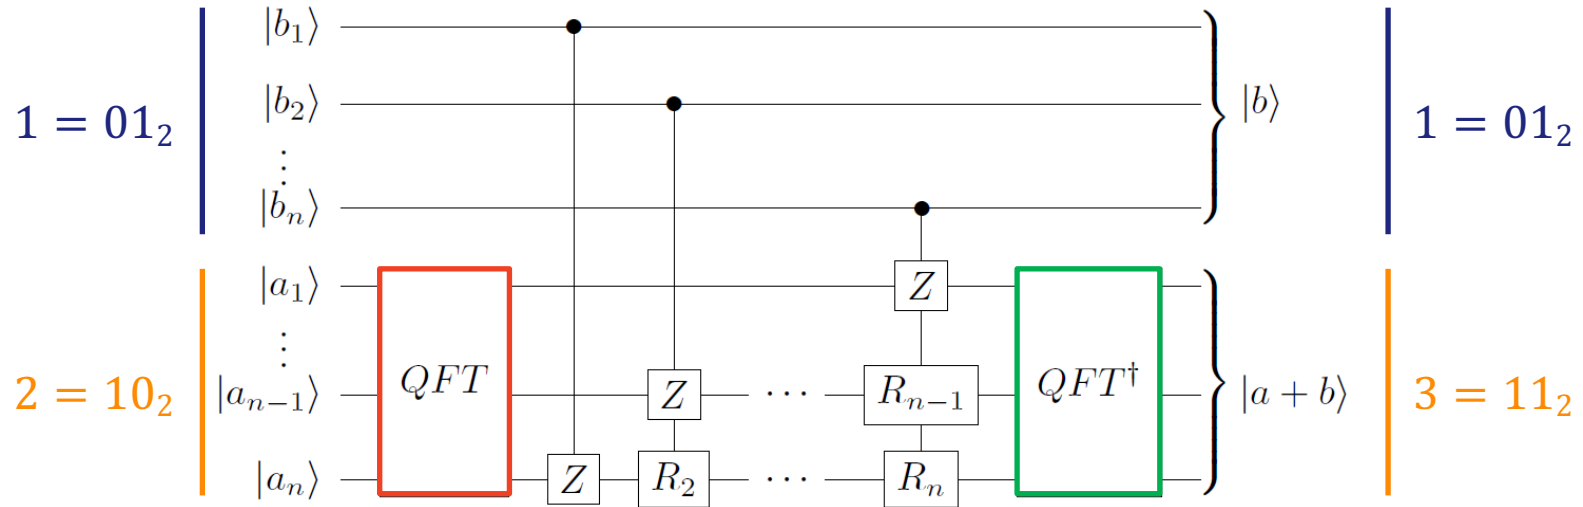 |b₁⟩
|b₂⟩
⋮
|bₙ⟩
|b⟩
1 = 01₂
1 = 01₂
|a₁⟩
⋮
|aₙ₋₁⟩
|aₙ⟩
2 = 10₂
QFT
Z
Z
R₂
Z
⋯
Rₙ₋₁
⋯
Rₙ
Z
QFT†
|a + b⟩
3 = 11₂